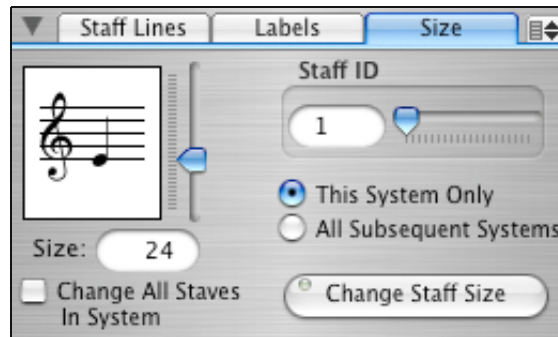 Staff Lines
Labels
Size
Staff ID
1
This System Only
All Subsequent Systems
Size: 24
Change All Staves
In System
Change Staff Size